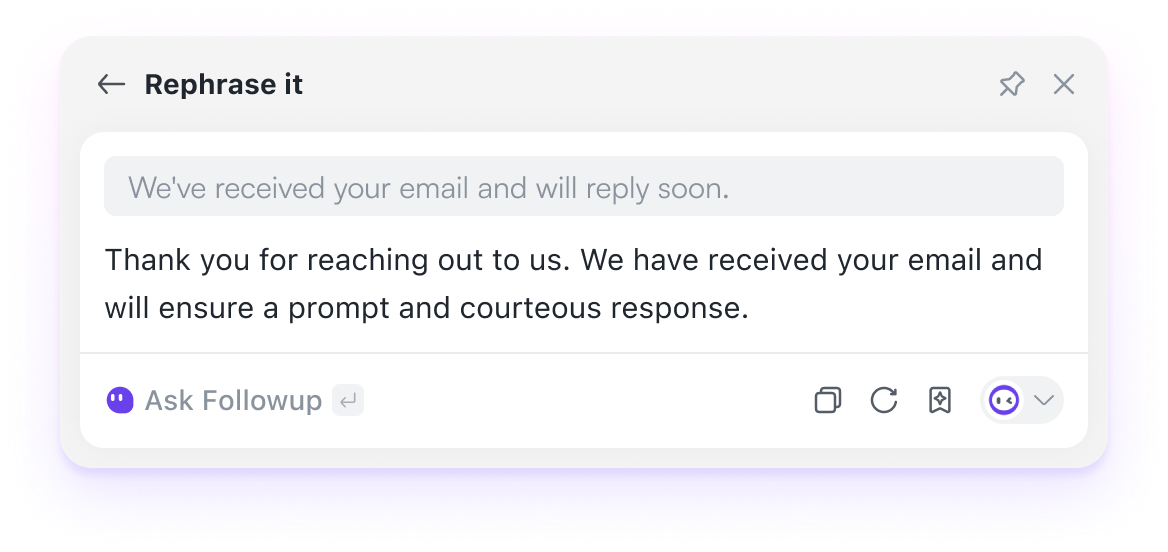 Rephrase it
We've received your email and will reply soon.
Thank you for reaching out to us. We have received your email and
will ensure a prompt and courteous response.
Ask Followup